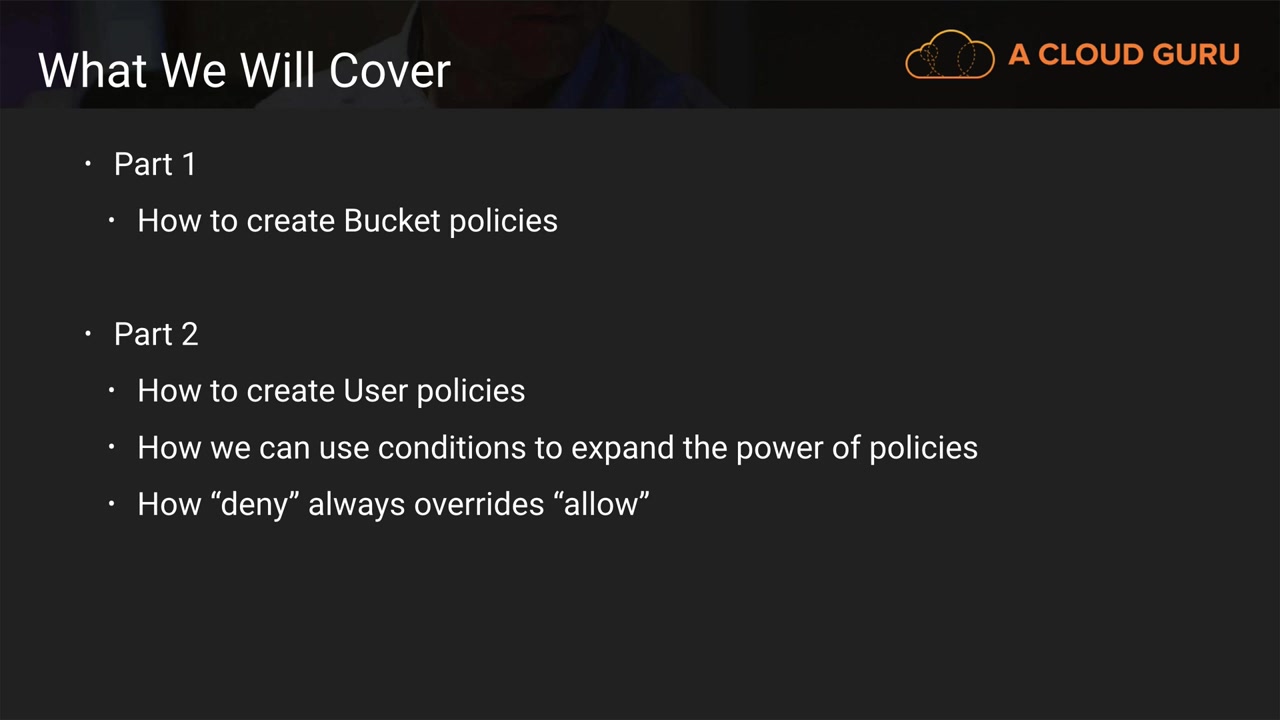 What We Will Cover
A CLOUD GURU
• Part 1
• How to create Bucket policies
• Part 2
• How to create User policies
• How we can use conditions to expand the power of policies
• How “deny” always overrides “allow”